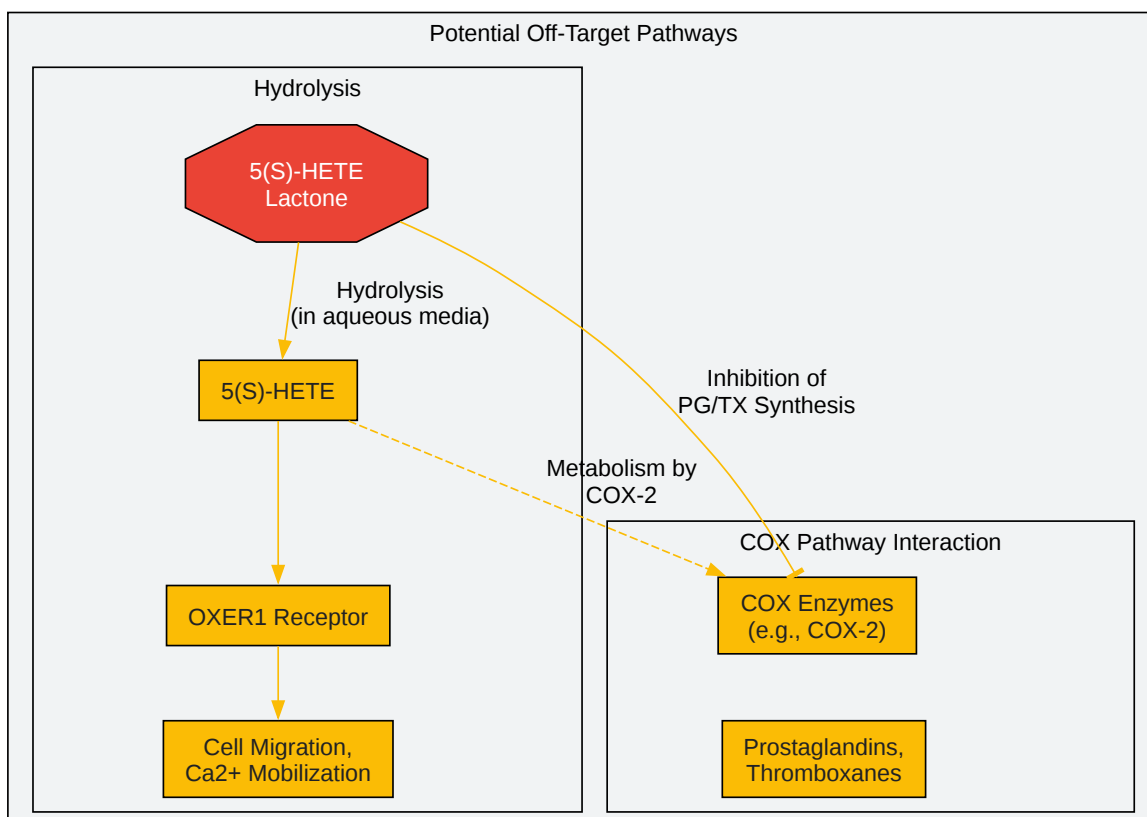 Potential Off-Target Pathways
Hydrolysis
5(S)-HETE
Lactone
Hydrolysis
(in aqueous media)
5(S)-HETE
Inhibition of
PG/TX Synthesis
Metabolism by
COX-2
COX Pathway Interaction
OXER1 Receptor
COX Enzymes
(e.g., COX-2)
Cell Migration,
Ca2+ Mobilization
Prostaglandins,
Thromboxanes